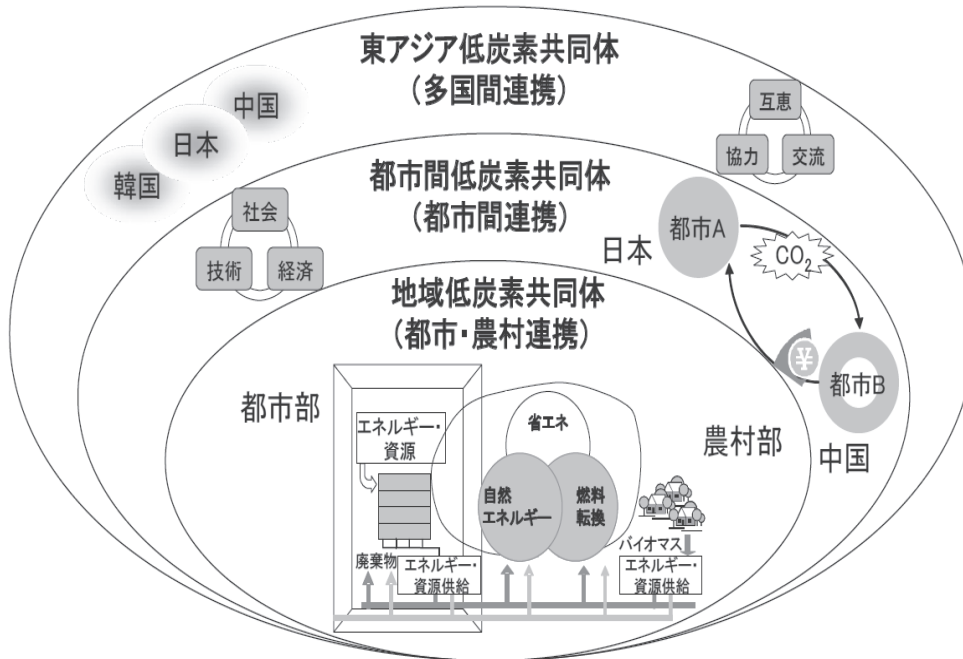 東アジア低炭素共同体
(多国間連携)
中国
日本
韓国
互恵
協力
交流
都市間低炭素共同体
(都市間連携)
社会
技術
経済
日本
都市A
CO₂
¥
都市B
中国
地域低炭素共同体
(都市・農村連携)
都市部
エネルギー・
資源
省エネ
自然
エネルギー
燃料
転換
農村部
バイオマス
廃棄物
エネルギー・
資源供給
エネルギー・
資源供給